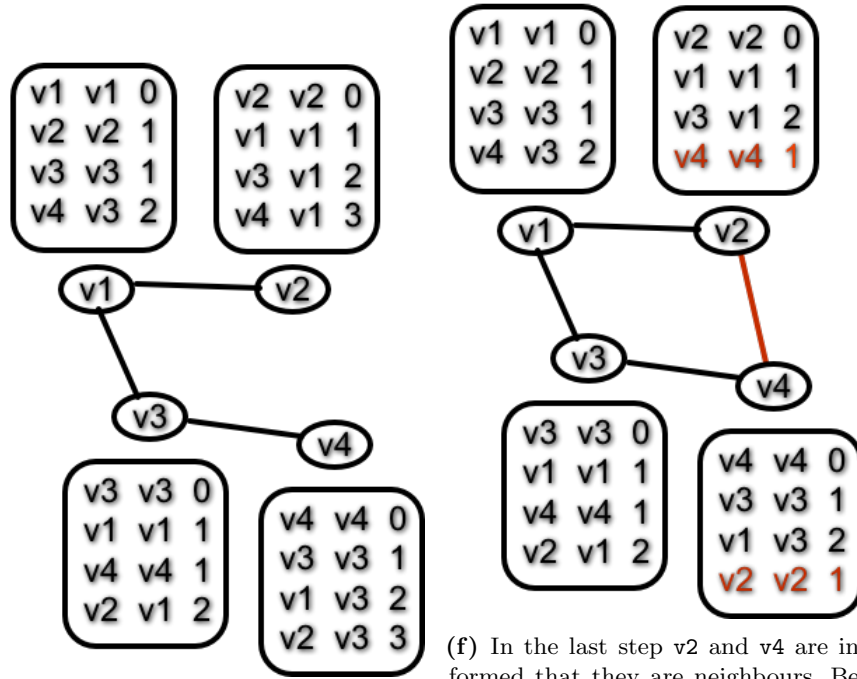 v1 v1 0
v2 v2 1
v3 v3 1
v4 v3 2
v2 v2 0
v1 v1 1
v3 v1 2
v4 v1 3
v1
v2
v3
v4
v3 v3 0
v1 v1 1
v4 v4 1
v2 v1 2
v4 v4 0
v3 v3 1
v1 v3 2
v2 v3 3
v1 v1 0
v2 v2 1
v3 v3 1
v4 v3 2
v2 v2 0
v1 v1 1
v3 v1 2
v4 v4 1
v1
v2
v3
v4
v3 v3 0
v1 v1 1
v4 v4 1
v2 v1 2
v4 v4 0
v3 v3 1
v1 v3 2
v2 v2 1
(f) In the last step v2 and v4 are in
formed that they are neighbours. Be